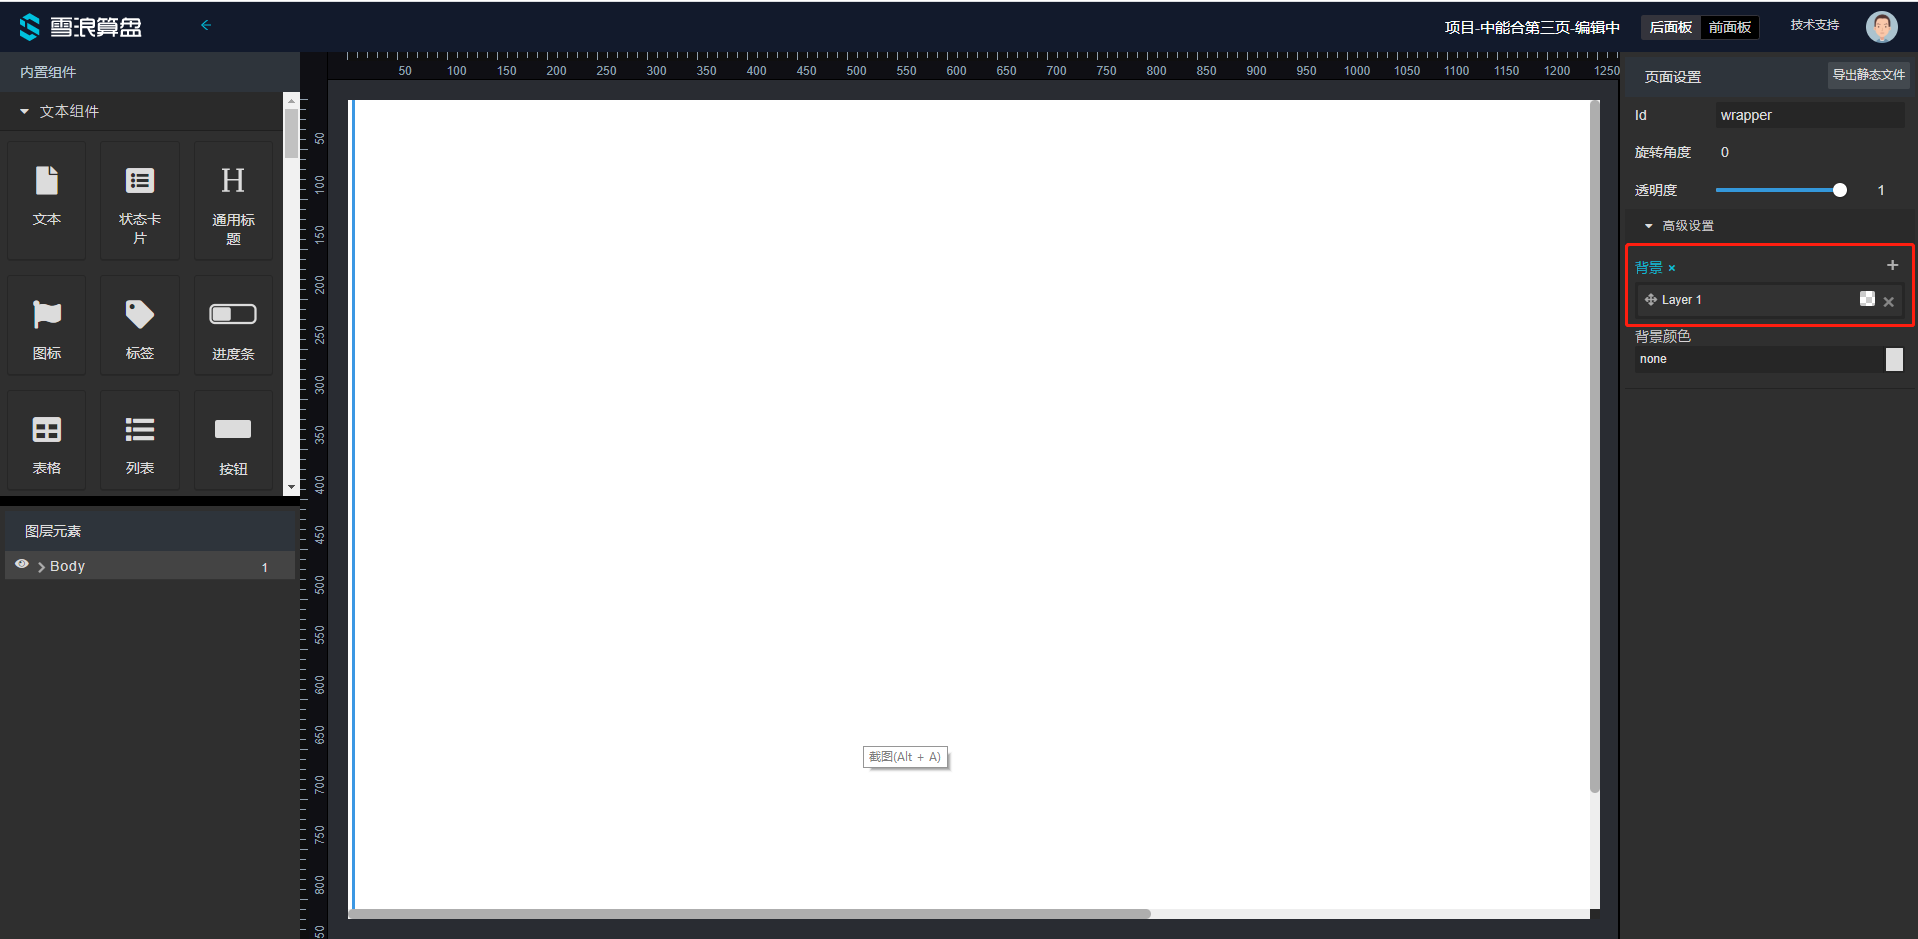 雪浪算盘
项目-中能合第三页-编辑中
后面板
前面板
技术支持
内置组件
文本组件
文本
状态卡片
通用标题
图标
标签
进度条
表格
列表
按钮
图层元素
Body 1
50 100 150 200 250 300 350 400 450 500 550 600 650 700 750 800 850 900 950 1000 1050 1100 1150 1200 1250
50
100
150
200
250
300
350
400
450
500
550
600
650
700
750
800
50
截图(Alt + A)
页面设置
导出静态文件
Id wrapper
旋转角度 0
透明度 1
高级设置
背景 × +
Layer 1
背景颜色
none